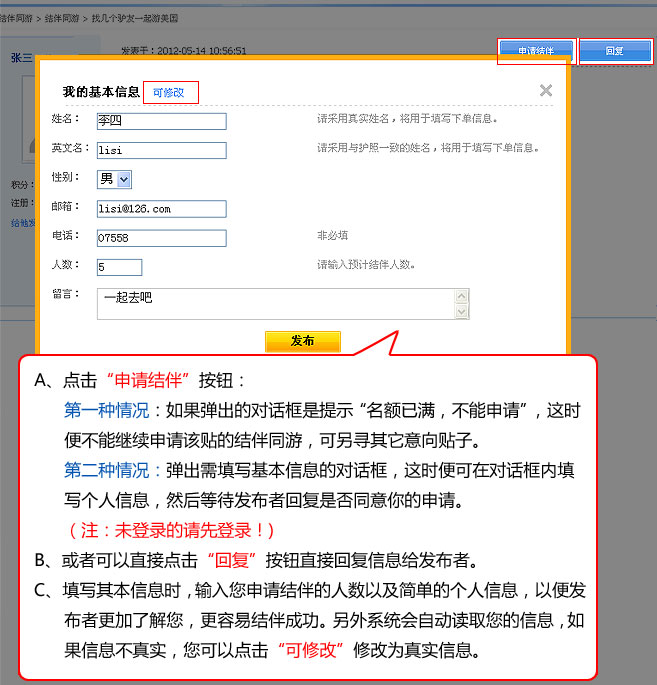 结伴同游 > 结伴同游 > 找几个驴友一起游美国
张三
发表于：2012-05-14 10:56:51
申请结伴
回复
我的基本信息 可修改
姓名： 李四 请采用真实姓名，将用于填写下单信息。
英文名： lisi 请采用与护照一致的姓名，将用于填写下单信息。
性别： 男
积分：
邮箱： lisi@126.com
注册：
给他发
电话： 07558 非必填
人数： 5 请输入预计结伴人数。
留言： 一起去吧
发布
A、点击“申请结伴”按钮：
第一种情况：如果弹出的对话框是提示“名额已满，不能申请”，这时
便不能继续申请该贴的结伴同游，可另寻其它意向贴子。
第二种情况：弹出需填写基本信息的对话框，这时便可在对话框内填
写个人信息，然后等待发布者回复是否同意你的申请。
（注：未登录的请先登录！）
B、或者可以直接点击“回复”按钮直接回复信息给发布者。
C、填写其本信息时，输入您申请结伴的人数以及简单的个人信息，以便发
布者更加了解您，更容易结伴成功。另外系统会自动读取您的信息，如
果信息不真实，您可以点击“可修改”修改为真实信息。